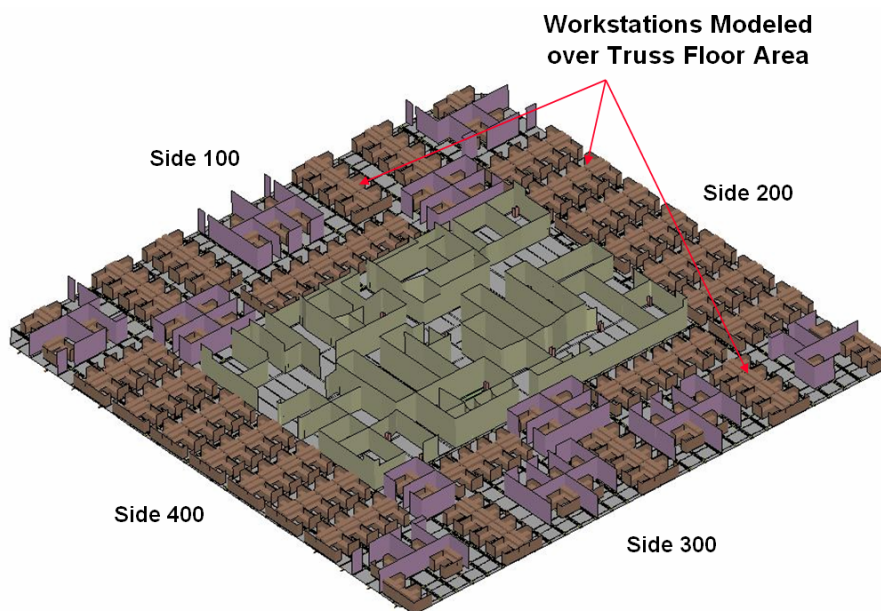 Workstations Modeled
over Truss Floor Area
Side 100
Side 200
Side 400
Side 300